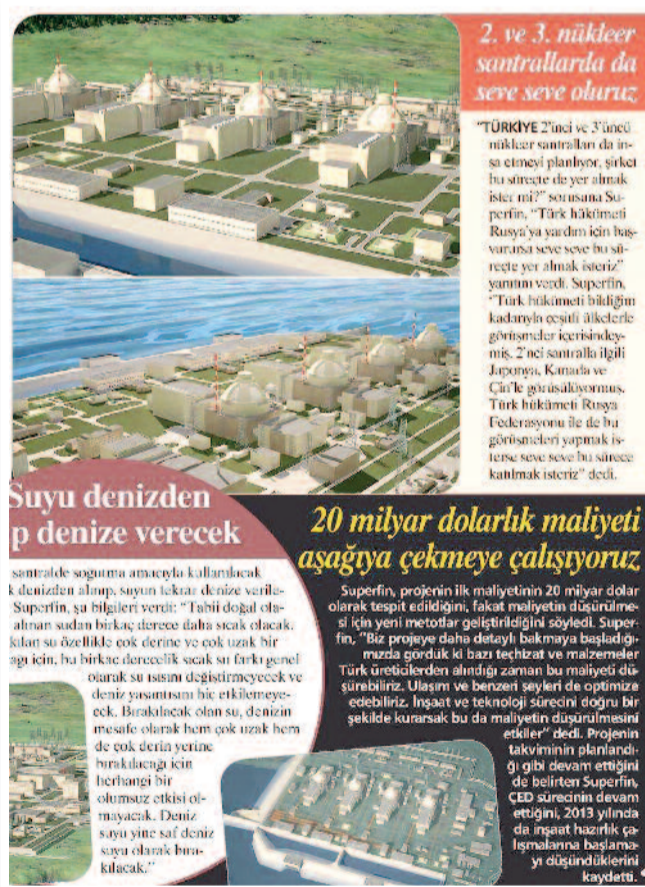 2. ve 3. nükleer
santrallarda da
seve seve oluruz
"TÜRKİYE 2'inci ve 3'üncü
nükleer santralları da in-
şa etmeyi planlıyor, şirket
bu süreçte de yer almak
ister mi?" sorusuna Su-
perfin, "Türk hükümeti
Rusya'ya yardım için baş-
vurursa seve seve bu sü-
reçte yer almak isteriz"
yanıtını verdi. Superfin,
"Türk hükümeti bildiğim
kadarıyla çeşitli ülkelerle
görüşmeler içerisindey-
miş. 2'nci santralla ilgili
Japonya, Kanada ve
Çin'le görüşülüyormuş.
Türk hükümeti Rusya
Federasyonu ile de bu
görüşmeleri yapmak is-
terse seve seve bu sürece
katılmak isteriz" dedi.
Suyu denizden
p denize verecek
santralde soğutma amacıyla kullanılacak
k denizden alınıp, suyun tekrar denize verile-
Superfin, şu bilgileri verdi: "Tabii doğal ola-
alınan sudan birkaç derece daha sıcak olacak.
kılan su özellikle çok derine ve çok uzak bir
ağı için, bu birkaç derecelik sıcak su farkı genel
olarak su ısısını değiştirmeyecek ve
deniz yaşantısını hiç etkilemeye-
cek. Bırakılacak olan su, denizin
mesafe olarak hem çok uzak hem
de çok derin yerine
bırakılacağı için
herhangi bir
olumsuz etkisi ol-
mayacak. Deniz
suyu yine saf deniz
suyu olarak bıra-
kılacak."
20 milyar dolarlık maliyeti
aşağıya çekmeye çalışıyoruz
Superfin, projenin ilk maliyetinin 20 milyar dolar
olarak tespit edildiğini, fakat maliyetin düşürülme-
si için yeni metotlar geliştirildiğini söyledi. Super-
fin, "Biz projeye daha detaylı bakmaya başladığı-
mızda gördük ki bazı teçhizat ve malzemeler
Türk üreticilerden alındığı zaman bu maliyeti dü-
şürebiliriz. Ulaşım ve benzeri şeyleri de optimize
edebiliriz. İnşaat ve teknoloji sürecini doğru bir
şekilde kurarsak bu da maliyetin düşürülmesini
etkiler" dedi. Projenin
takviminin planlandı-
ğı gibi devam ettiğini
de belirten Superfin,
ÇED sürecinin devam
ettiğini, 2013 yılında
da inşaat hazırlık ça-
lışmalarına başlama-
yı düşündüklerini
kaydetti.